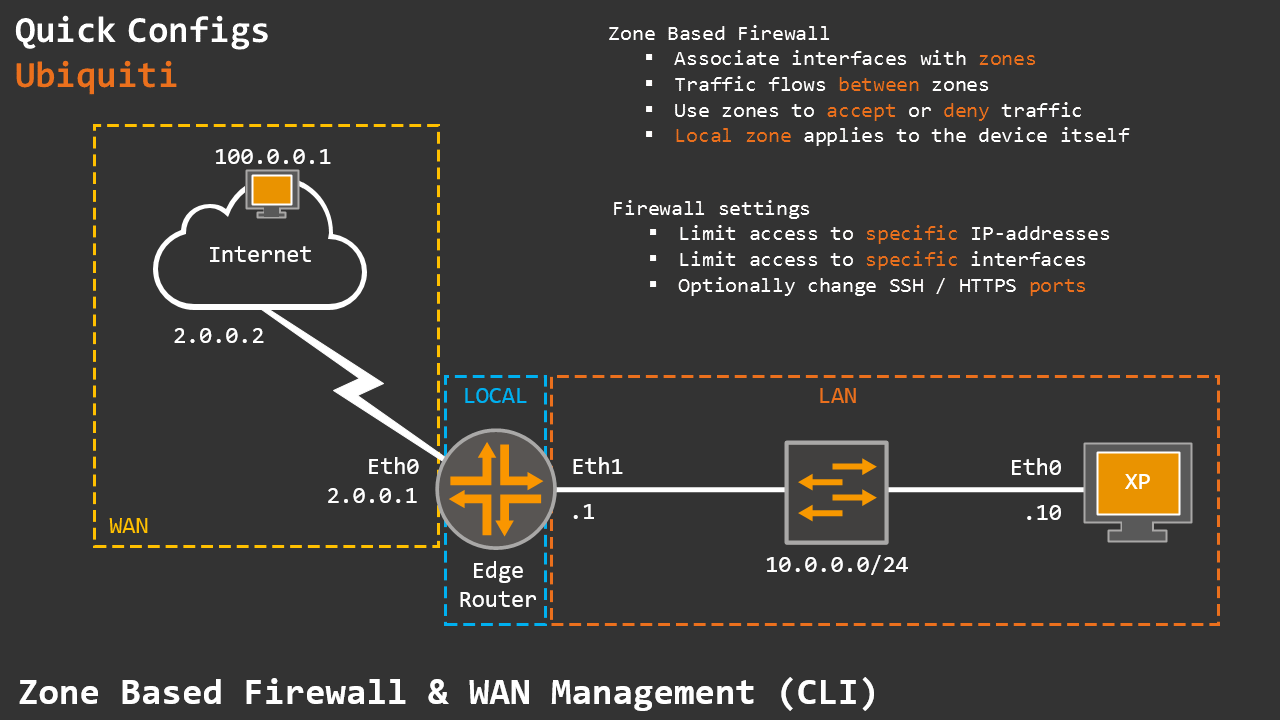 Quick Configs
Ubiquiti
Zone Based Firewall
▪ Associate interfaces with zones
▪ Traffic flows between zones
▪ Use zones to accept or deny traffic
▪ Local zone applies to the device itself
Firewall settings
▪ Limit access to specific IP-addresses
▪ Limit access to specific interfaces
▪ Optionally change SSH / HTTPS ports
100.0.0.1
Internet
2.0.0.2
WAN
Eth0
2.0.0.1
LOCAL
Edge
Router
LAN
Eth1
.1
10.0.0.0/24
Eth0
.10
XP
Zone Based Firewall & WAN Management (CLI)